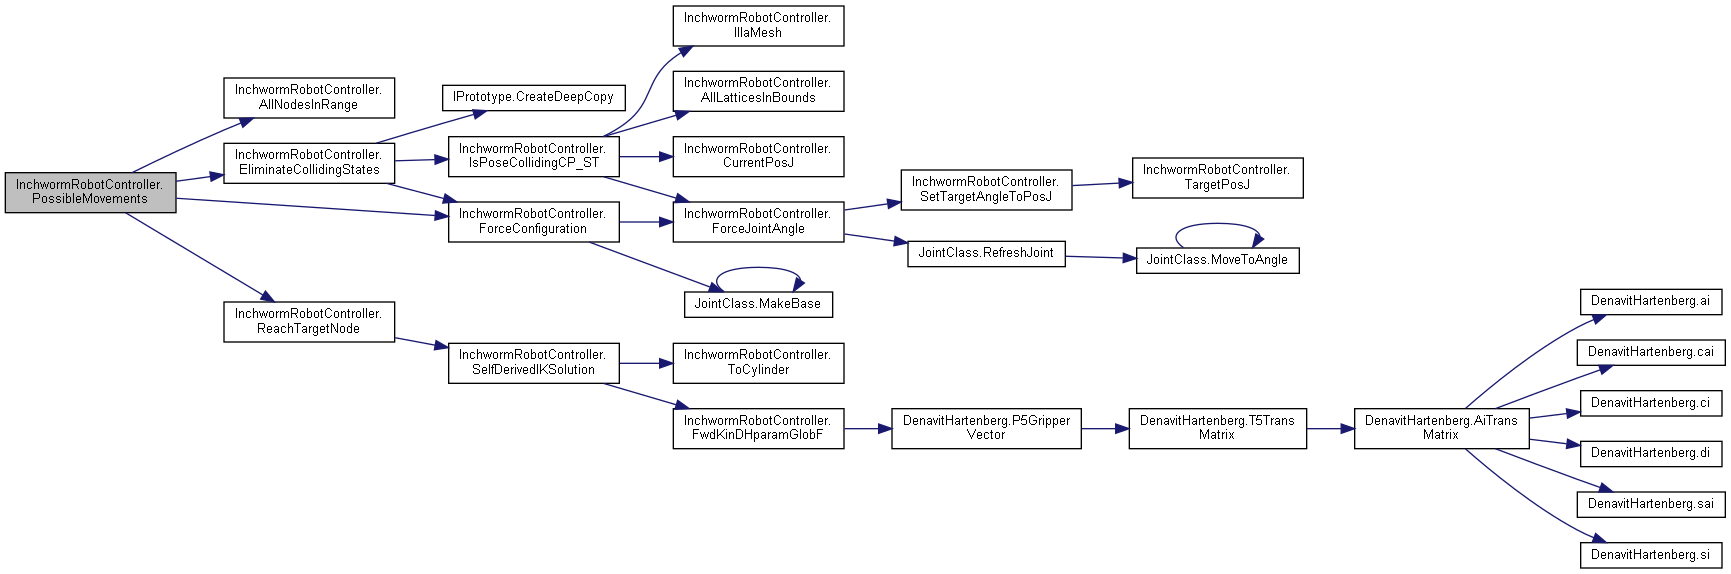 InchwormRobotController.
PossibleMovements
InchwormRobotController.
AllNodesInRange
InchwormRobotController.
EliminateCollidingStates
InchwormRobotController.
ReachTargetNode
IPrototype.CreateDeepCopy
InchwormRobotController.
IsPoseCollidingCP_ST
InchwormRobotController.
ForceConfiguration
InchwormRobotController.
SelfDerivedIKSolution
InchwormRobotController.
IllaMesh
InchwormRobotController.
AllLatticesInBounds
InchwormRobotController.
CurrentPosJ
InchwormRobotController.
ForceJointAngle
JointClass.MakeBase
InchwormRobotController.
ToCylinder
InchwormRobotController.
FwdKinDHparamGlobF
InchwormRobotController.
SetTargetAngleToPosJ
JointClass.RefreshJoint
DenavitHartenberg.P5Gripper
Vector
InchwormRobotController.
TargetPosJ
JointClass.MoveToAngle
DenavitHartenberg.T5Trans
Matrix
DenavitHartenberg.AiTrans
Matrix
DenavitHartenberg.ai
DenavitHartenberg.cai
DenavitHartenberg.ci
DenavitHartenberg.di
DenavitHartenberg.sai
DenavitHartenberg.si